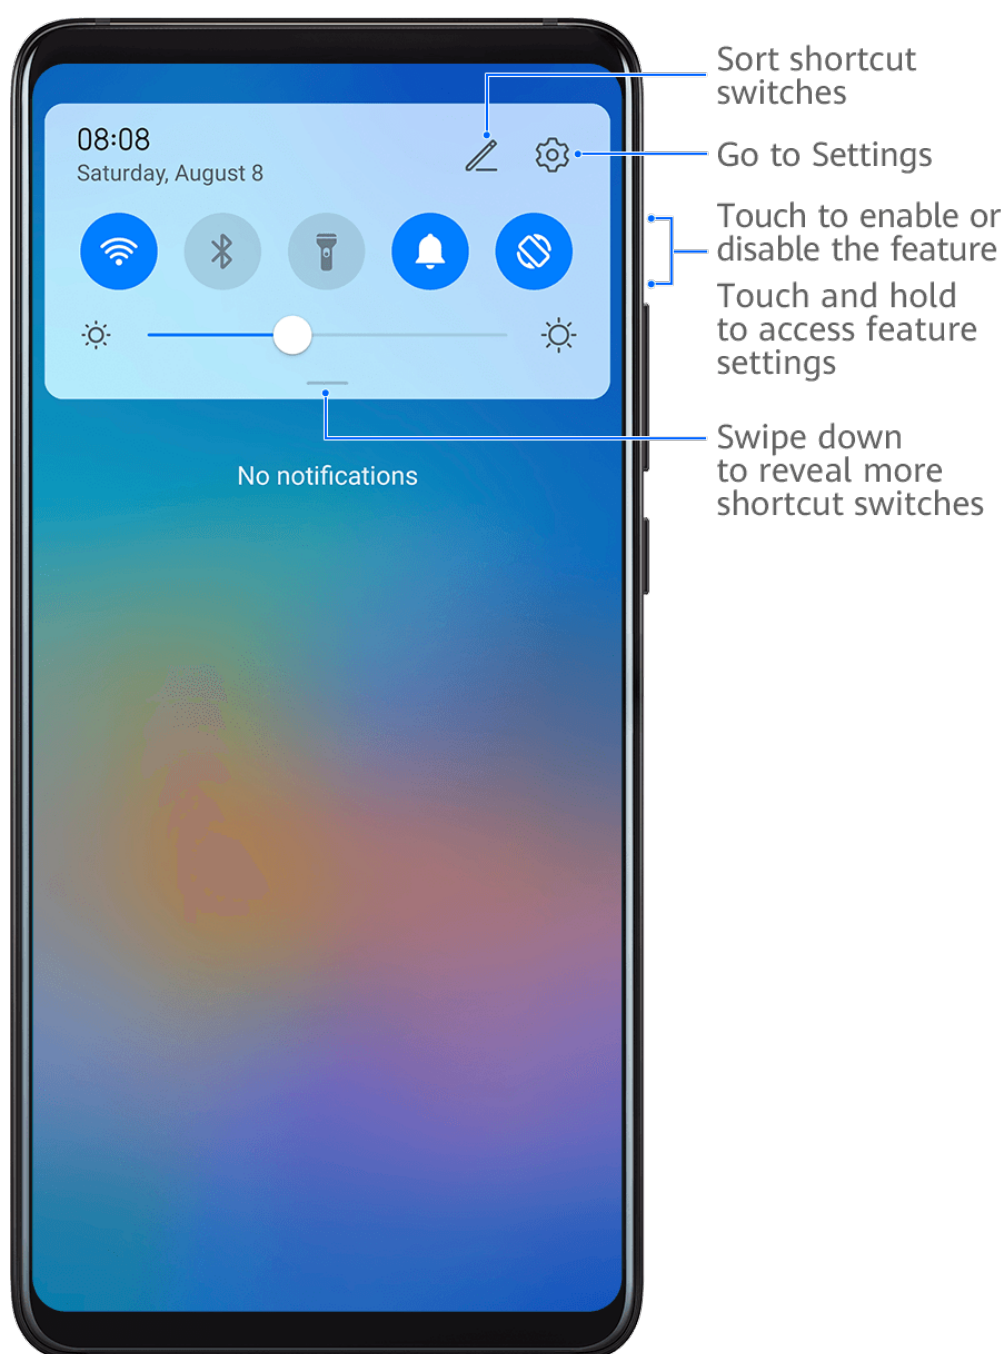 Sort shortcut
switches
08:08
Saturday, August 8
Go to Settings
Touch to enable or
disable the feature
Touch and hold
to access feature
settings
Swipe down
to reveal more
shortcut switches
No notifications